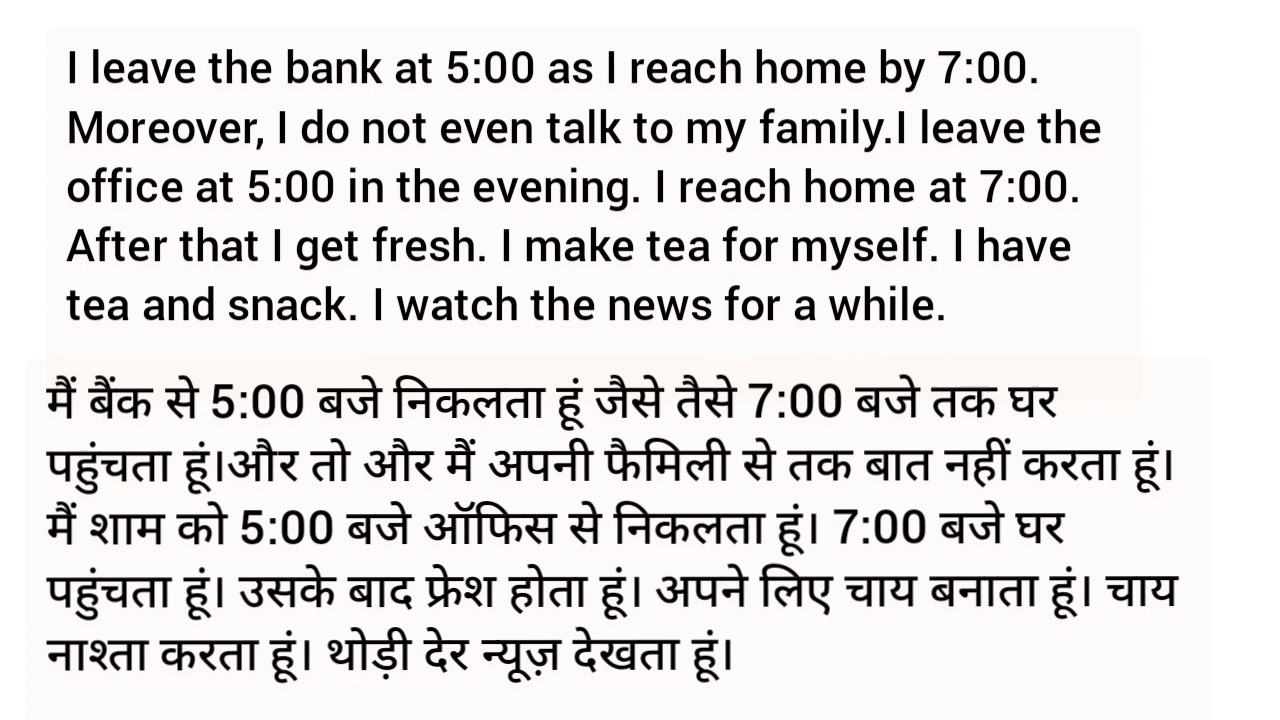 I leave the bank at 5:00 as I reach home by 7:00.
Moreover, I do not even talk to my family.I leave the
office at 5:00 in the evening. I reach home at 7:00.
After that I get fresh. I make tea for myself. I have
tea and snack. I watch the news for a while.
मैं बैंक से 5:00 बजे निकलता हूं जैसे तैसे 7:00 बजे तक घर
पहुंचता हूं।और तो और मैं अपनी फैमिली से तक बात नहीं करता हूं।
मैं शाम को 5:00 बजे ऑफिस से निकलता हूं। 7:00 बजे घर
पहुंचता हूं। उसके बाद फ्रेश होता हूं। अपने लिए चाय बनाता हूं। चाय
नाश्ता करता हूं। थोड़ी देर न्यूज़ देखता हूं।